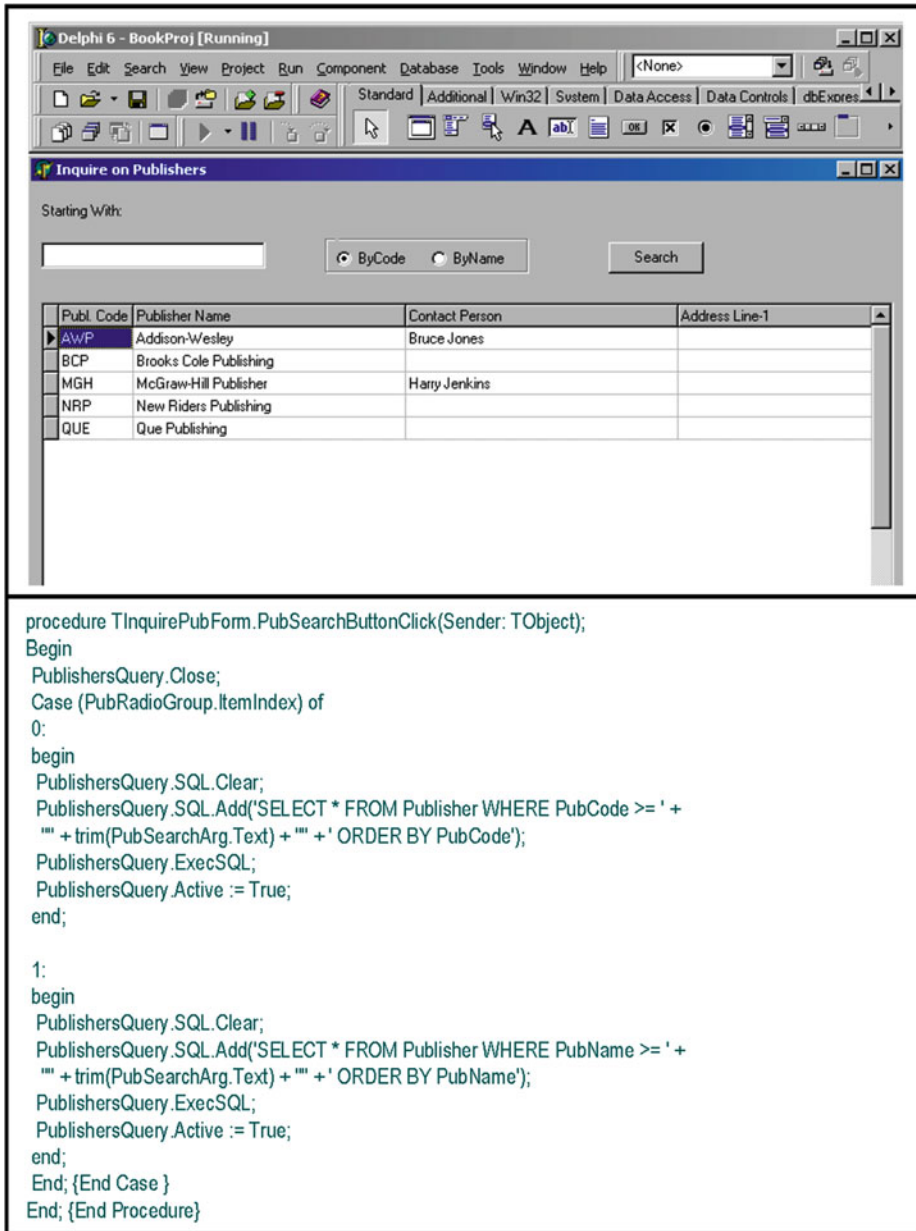 Delphi 6 - BookProj [Running]
File Edit Search View Project Run Component Database Tools Window Help <None>
Standard Additional Win32 System Data Access Data Controls dbExpres
Inquire on Publishers
Starting With:
ByCode ByName Search
Publ. Code Publisher Name Contact Person Address Line-1
AWP Addison-Wesley Bruce Jones
BCP Brooks Cole Publishing
MGH McGraw-Hill Publisher Harry Jenkins
NRP New Riders Publishing
QUE Que Publishing
procedure TInquirePubForm.PubSearchButtonClick(Sender: TObject);
Begin
PublishersQuery.Close;
Case (PubRadioGroup.ItemIndex) of
0:
begin
PublishersQuery.SQL.Clear;
PublishersQuery.SQL.Add('SELECT * FROM Publisher WHERE PubCode >= ' +
'"' + trim(PubSearchArg.Text) + '"' + ' ORDER BY PubCode');
PublishersQuery.ExecSQL;
PublishersQuery.Active := True;
end;
1:
begin
PublishersQuery.SQL.Clear;
PublishersQuery.SQL.Add('SELECT * FROM Publisher WHERE PubName >= ' +
'"' + trim(PubSearchArg.Text) + '"' + ' ORDER BY PubName');
PublishersQuery.ExecSQL;
PublishersQuery.Active := True;
end;
End; {End Case }
End; {End Procedure}